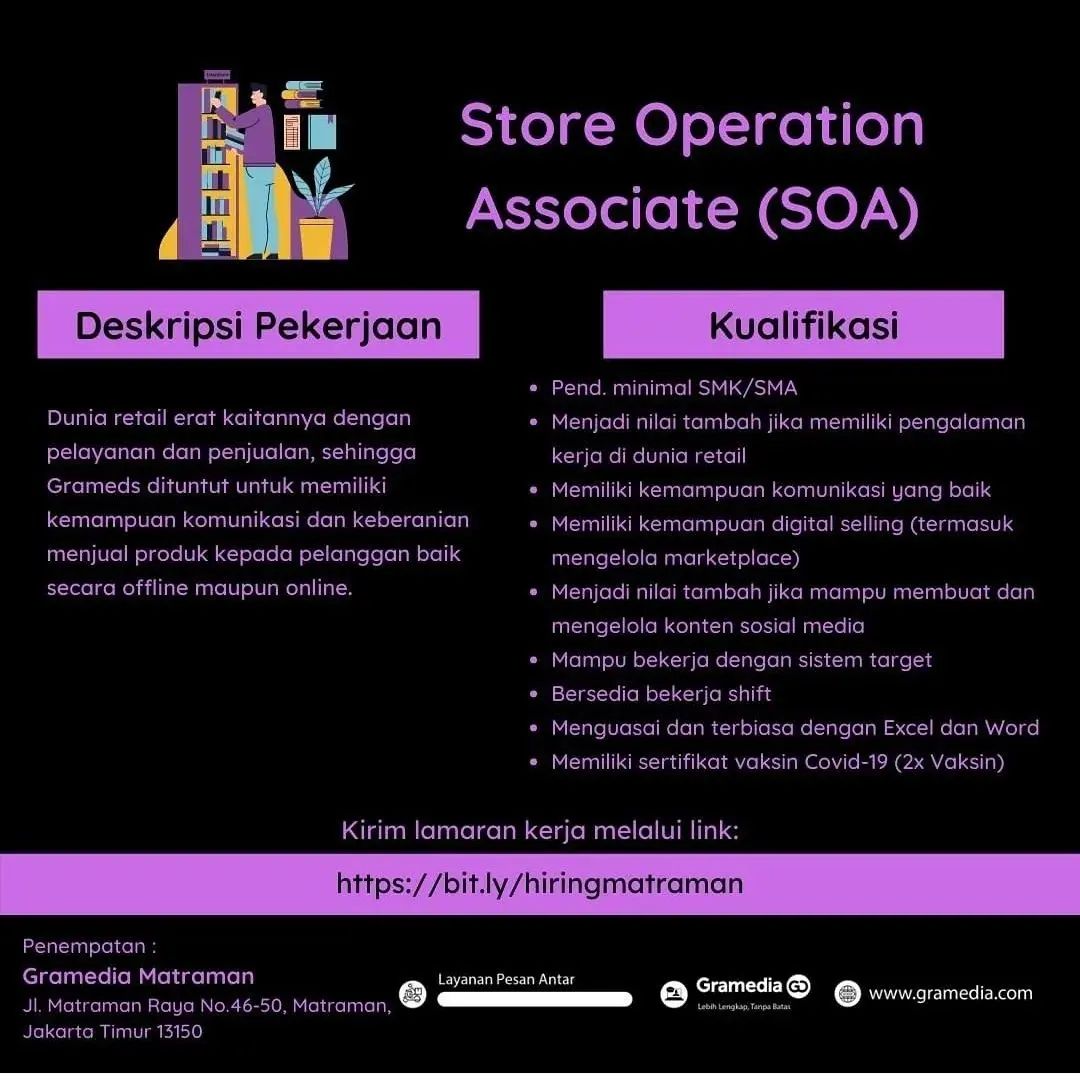 Store Operation
Associate (SOA)
Deskripsi Pekerjaan
Dunia retail erat kaitannya dengan
pelayanan dan penjualan, sehingga
Grameds dituntut untuk memiliki
kemampuan komunikasi dan keberanian
menjual produk kepada pelanggan baik
secara offline maupun online.
Kualifikasi
• Pend. minimal SMK/SMA
• Menjadi nilai tambah jika memiliki pengalaman
kerja di dunia retail
• Memiliki kemampuan komunikasi yang baik
• Memiliki kemampuan digital selling (termasuk
mengelola marketplace)
• Menjadi nilai tambah jika mampu membuat dan
mengelola konten sosial media
• Mampu bekerja dengan sistem target
• Bersedia bekerja shift
• Menguasai dan terbiasa dengan Excel dan Word
• Memiliki sertifikat vaksin Covid-19 (2x Vaksin)
Kirim lamaran kerja melalui link:
https://bit.ly/hiringmatraman
Penempatan :
Gramedia Matraman
Jl. Matraman Raya No.46-50, Matraman,
Jakarta Timur 13150
Layanan Pesan Antar
Gramedia
Lebih Lengkap, Tanpa Batas
www.gramedia.com